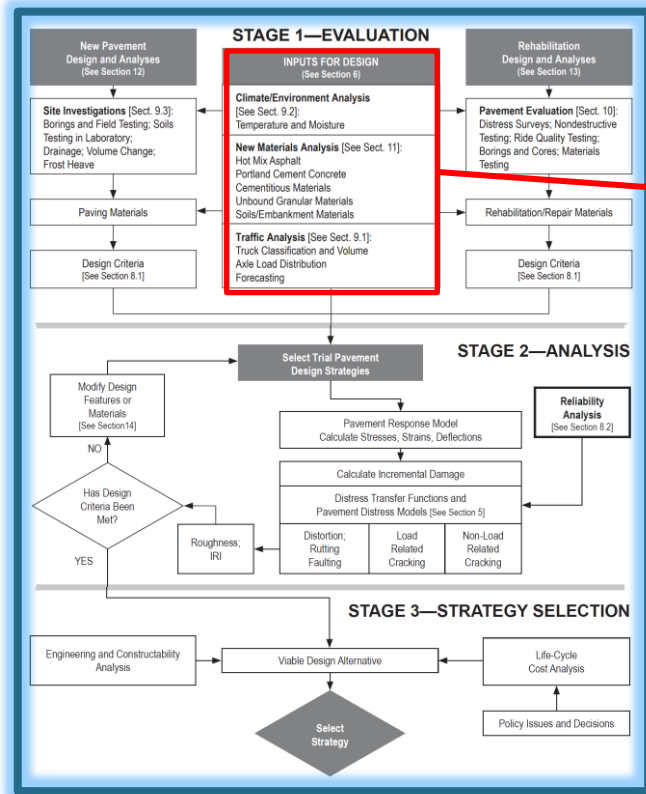 STAGE 1—EVALUATION
New Pavement
Design and Analyses
(See Section 12)
INPUTS FOR DESIGN
(See Section 6)
Rehabilitation
Design and Analyses
(See Section 13)
Site Investigations [Sect. 9.3]:
Borings and Field Testing; Soils
Testing in Laboratory;
Drainage; Volume Change;
Frost Heave
Climate/Environment Analysis
[See Sect. 9.2]:
Temperature and Moisture
New Materials Analysis [See Sect. 11]:
Hot Mix Asphalt
Portland Cement Concrete
Cementitious Materials
Unbound Granular Materials
Soils/Embankment Materials
Traffic Analysis [See Sect. 9.1]:
Truck Classification and Volume
Axle Load Distribution
Forecasting
Pavement Evaluation [Sect. 10]:
Distress Surveys; Nondestructive
Testing; Ride Quality Testing;
Borings and Cores; Materials
Testing
Paving Materials
Rehabilitation/Repair Materials
Design Criteria
[See Section 8.1]
Design Criteria
[See Section 8.1]
STAGE 2—ANALYSIS
Select Trial Pavement
Design Strategies
Modify Design
Features or
Materials
[See Section14]
Reliability
Analysis
[See Section 8.2]
Pavement Response Model
Calculate Stresses, Strains, Deflections
NO
Calculate Incremental Damage
Has Design
Criteria Been
Met?
Distress Transfer Functions and
Pavement Distress Models [See Section 5]
Roughness;
IRI
Distortion;
Rutting
Faulting
Load
Related
Cracking
Non-Load
Related
Cracking
YES
STAGE 3—STRATEGY SELECTION
Engineering and Constructability
Analysis
Viable Design Alternative
Life-Cycle
Cost Analysis
Select
Strategy
Policy Issues and Decisions